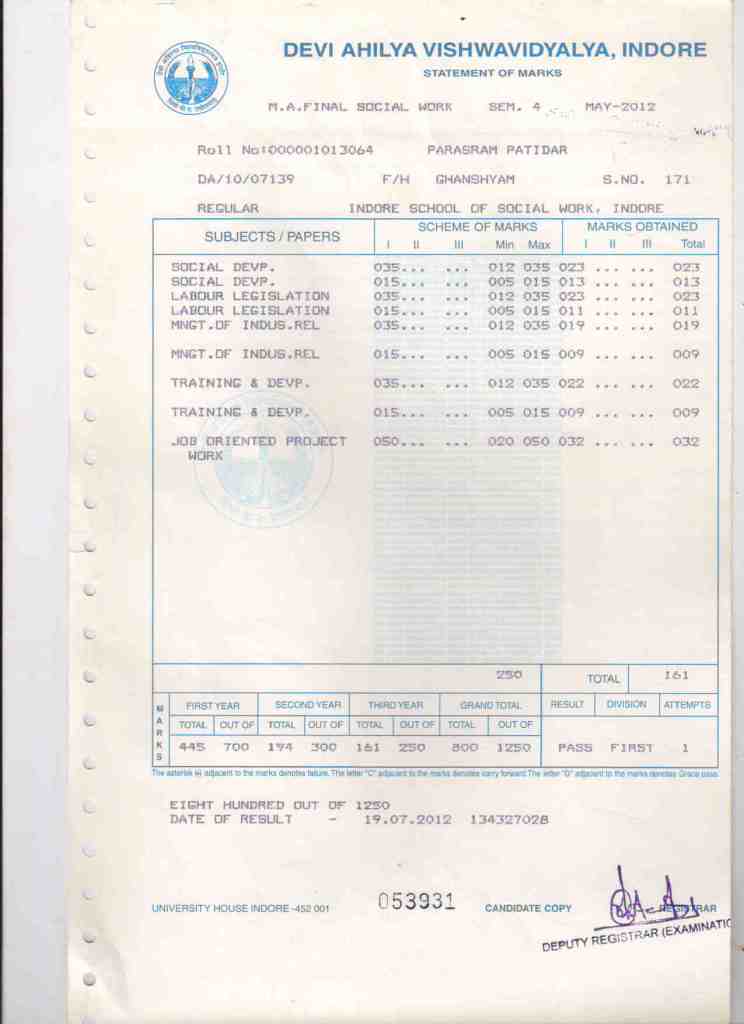 DEVI AHILYA VISHWAVIDYALYA, INDORE
STATEMENT OF MARKS
M.A.FINAL SOCIAL WORK SEM. 4 MAY-2012
Roll No:000001013064 PARASRAM PATIDAR
DA/10/07139 F/H GHANSHYAM S.NO. 171
REGULAR INDORE SCHOOL OF SOCIAL WORK, INDORE
SUBJECTS / PAPERS SCHEME OF MARKS MARKS OBTAINED
I II III Min Max I II III Total
SOCIAL DEVP. 035... ... 012 035 023 ... ... 023
SOCIAL DEVP. 015... ... 005 015 013 ... ... 013
LABOUR LEGISLATION 035... ... 012 035 023 ... ... 023
LABOUR LEGISLATION 015... ... 005 015 011 ... ... 011
MNGT.OF INDUS.REL 035... ... 012 035 019 ... ... 019
MNGT.OF INDUS.REL 015... ... 005 015 009 ... ... 009
TRAINING & DEVP. 035... ... 012 035 022 ... ... 022
TRAINING & DEVP. 015... ... 005 015 009 ... ... 009
JOB ORIENTED PROJECT 050... ... 020 050 032 ... ... 032
WORK
250 TOTAL 161
MARKS FIRST YEAR SECOND YEAR THIRD YEAR GRAND TOTAL RESULT DIVISION ATTEMPTS
TOTAL OUT OF TOTAL OUT OF TOTAL OUT OF TOTAL OUT OF
445 700 194 300 161 250 800 1250 PASS FIRST 1
The asterisk adjacent to the marks denotes failure. The letter "C" adjacent to the marks denotes carry forward.The letter "G" adjacent to the marks denotes Grace pass.
EIGHT HUNDRED OUT OF 1250
DATE OF RESULT - 19.07.2012 134327028
UNIVERSITY HOUSE INDORE-452 001 053931 CANDIDATE COPY REGISTRAR
DEPUTY REGISTRAR (EXAMINATIO